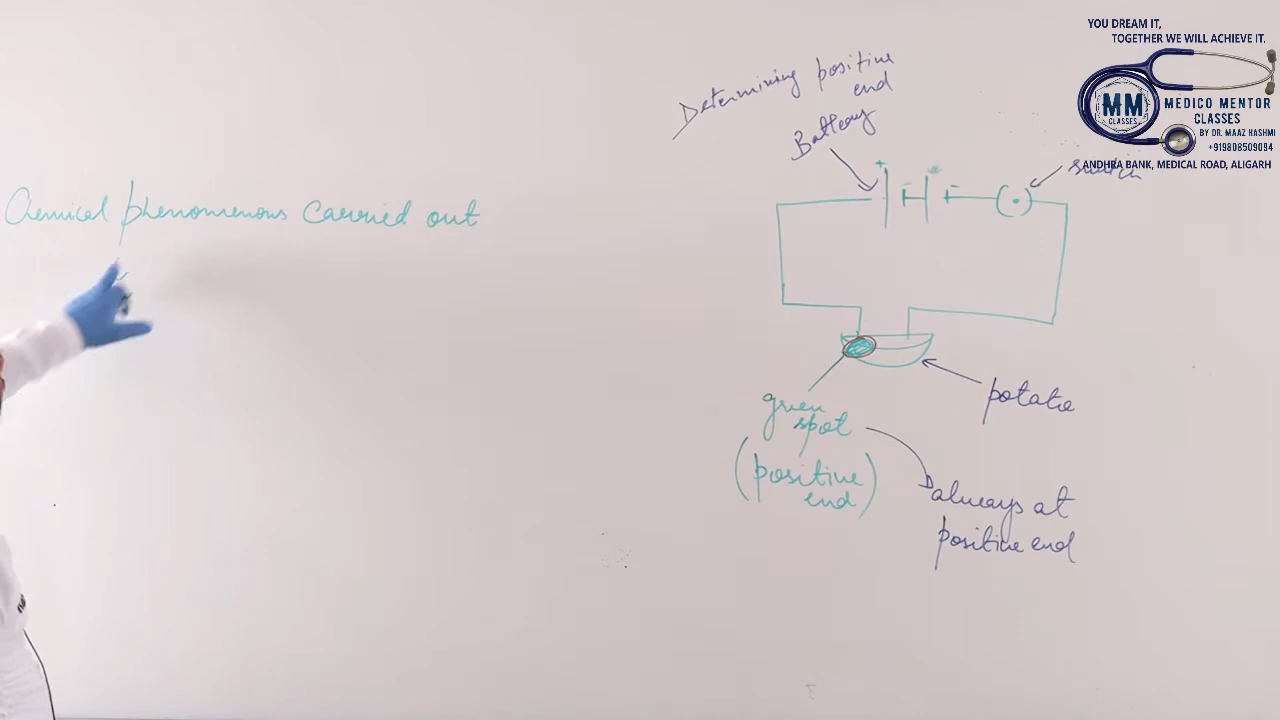 YOU DREAM IT,
TOGETHER WE WILL ACHIEVE IT.
MM
CLASSES
MEDICO MENTOR
CLASSES
BY DR. MAAZ HASHMI
+919808509094
ANDHRA BANK, MEDICAL ROAD, ALIGARH
Determining positive
end
Battery
+
Chemical phenomenons carried out
potato
green
spot
(positive
end)
always at
positive end